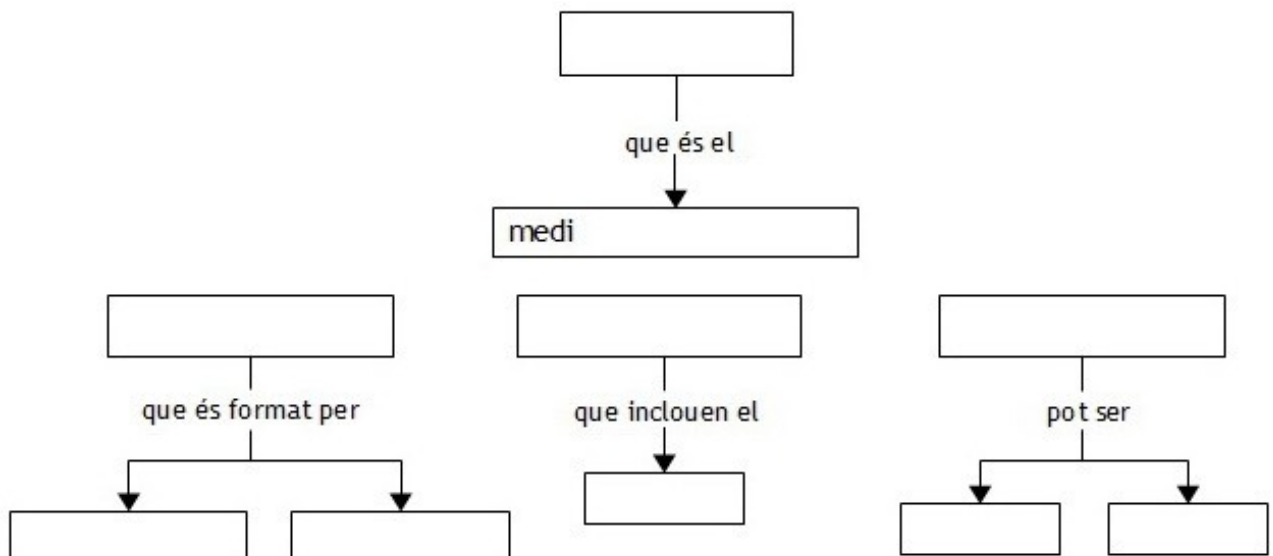 que és el
medi
que és format per
que inclouen el
pot ser